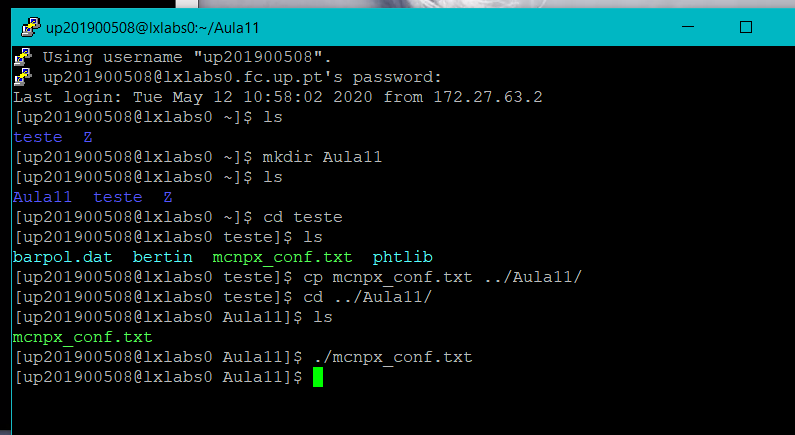 up201900508@lxlabs0:~/Aula11
Using username "up201900508".
up201900508@lxlabs0.fc.up.pt's password:
Last login: Tue May 12 10:58:02 2020 from 172.27.63.2
[up201900508@lxlabs0 ~]$ ls
teste  Z
[up201900508@lxlabs0 ~]$ mkdir Aula11
[up201900508@lxlabs0 ~]$ ls
Aula11  teste  Z
[up201900508@lxlabs0 ~]$ cd teste
[up201900508@lxlabs0 teste]$ ls
barpol.dat  bertin  mcnpx_conf.txt  phtlib
[up201900508@lxlabs0 teste]$ cp mcnpx_conf.txt ../Aula11/
[up201900508@lxlabs0 teste]$ cd ../Aula11/
[up201900508@lxlabs0 Aula11]$ ls
mcnpx_conf.txt
[up201900508@lxlabs0 Aula11]$ ./mcnpx_conf.txt
[up201900508@lxlabs0 Aula11]$